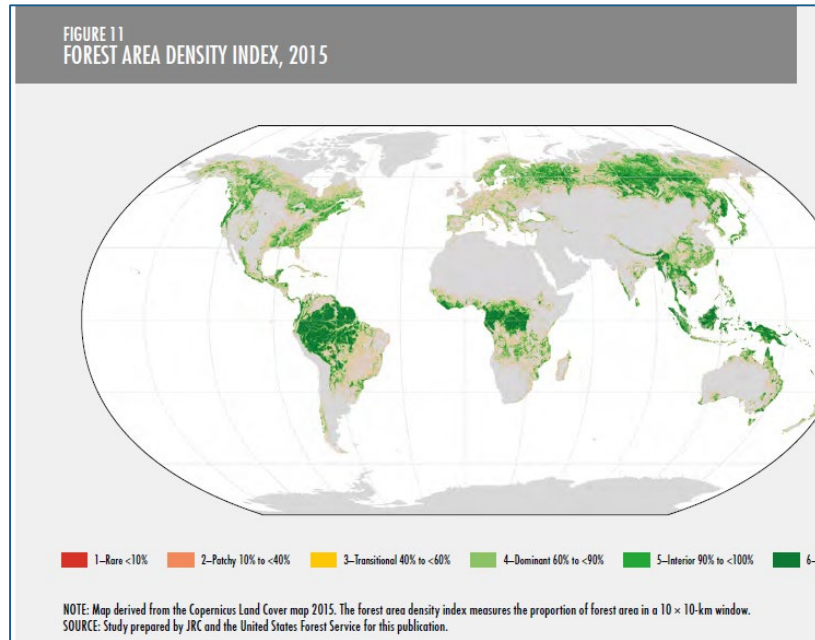 FIGURE 11
FOREST AREA DENSITY INDEX, 2015
1–Rare <10% 2–Patchy 10% to <40% 3–Transitional 40% to <60% 4–Dominant 60% to <90% 5–Interior 90% to <100% 6–
NOTE: Map derived from the Copernicus Land Cover map 2015. The forest area density index measures the proportion of forest area in a 10 × 10-km window.
SOURCE: Study prepared by JRC and the United States Forest Service for this publication.